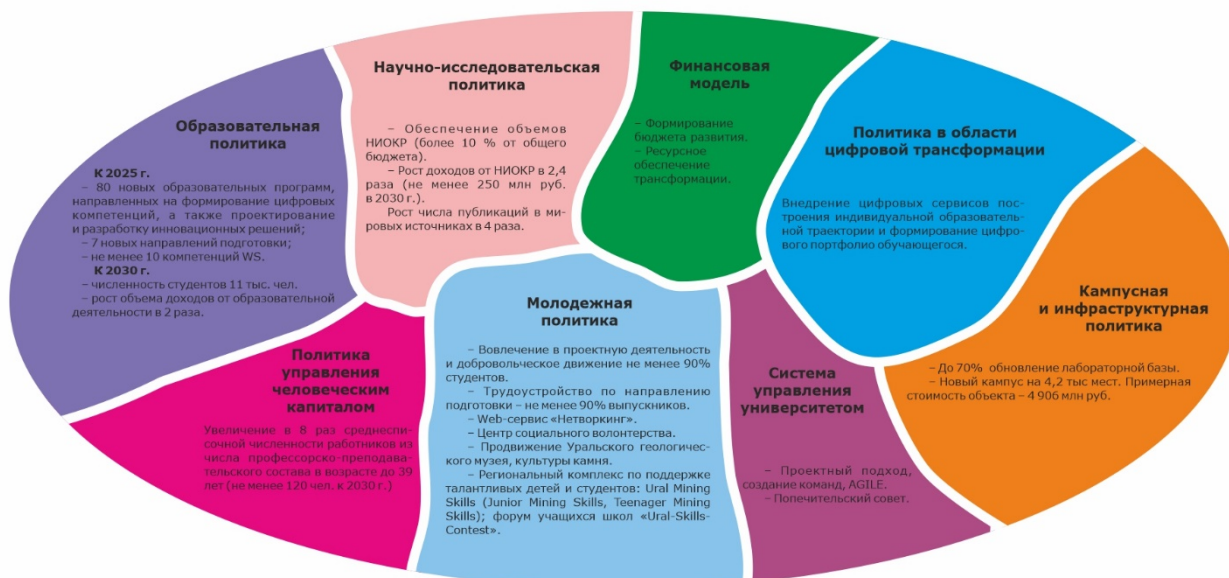 Образовательная
политика
К 2025 г.
– 80 новых образовательных программ,
направленных на формирование цифровых
компетенций, а также проектирование
и разработку инновационных решений;
– 7 новых направлений подготовки;
– не менее 10 компетенций WS.
К 2030 г.
– численность студентов 11 тыс. чел.
– рост объема доходов от образовательной
деятельности в 2 раза.
Научно-исследовательская
политика
– Обеспечение объемов
НИОКР (более 10 % от общего
бюджета).
– Рост доходов от НИОКР в 2,4
раза (не менее 250 млн руб.
в 2030 г.).
Рост числа публикаций в ми-
ровых источниках в 4 раза.
Финансовая
модель
– Формирование
бюджета развития.
– Ресурсное
обеспечение
трансформации.
Политика в области
цифровой трансформации
Внедрение цифровых сервисов пос-
троения индивидуальной образователь-
ной траектории и формирование цифро-
вого портфолио обучающегося.
Кампусная
и инфраструктурная
политика
– До 70% обновление лабораторной базы.
– Новый кампус на 4,2 тыс мест. Примерная
стоимость объекта – 4 906 млн руб.
Политика
управления
человеческим
капиталом
Увеличение в 8 раз среднеспи-
сочной численности работников из
числа профессорско-преподава-
тельского состава в возрасте до 39
лет (не менее 120 чел. к 2030 г.)
Молодежная
политика
– Вовлечение в проектную деятельность
и добровольческое движение не менее 90%
студентов.
– Трудоустройство по направлению
подготовки – не менее 90% выпускников.
– Web-сервис «Нетворкинг».
– Центр социального волонтерства.
– Продвижение Уральского геологичес-
кого музея, культуры камня.
– Региональный комплекс по поддержке
талантливых детей и студентов: Ural Mining
Skills (Junior Mining Skills, Teenager Mining
Skills); форум учащихся школ «Ural-Skills-
Contest».
Система
управления
университетом
– Проектный подход,
создание команд, AGILE.
– Попечительский совет.